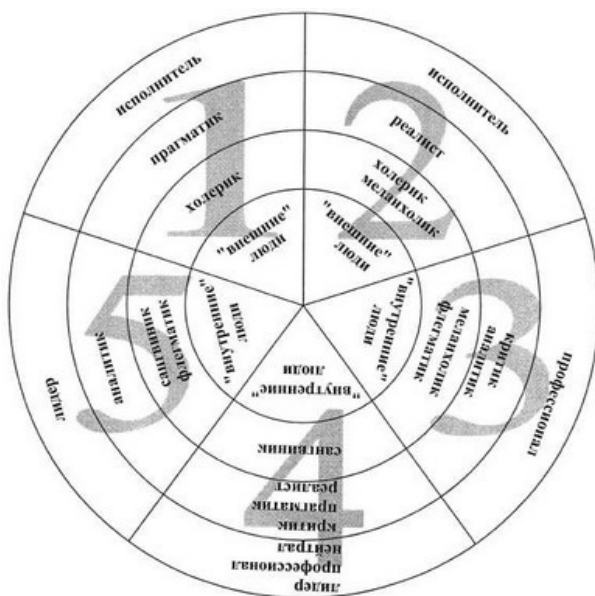 1
исполнитель
прагматик
холерик
"внешние"
люди
2
исполнитель
реалист
холерик
меланхолик
"внешние"
люди
3
профессионал
критик
аналитик
меланхолик
флегматик
"внутренние"
люди
4
лидер
профессионал
нейтрал
критик
прагматик
реалист
сангвиник
"внутренние"
люди
5
лидер
аналитик
сангвиник
флегматик
"внутренние"
люди